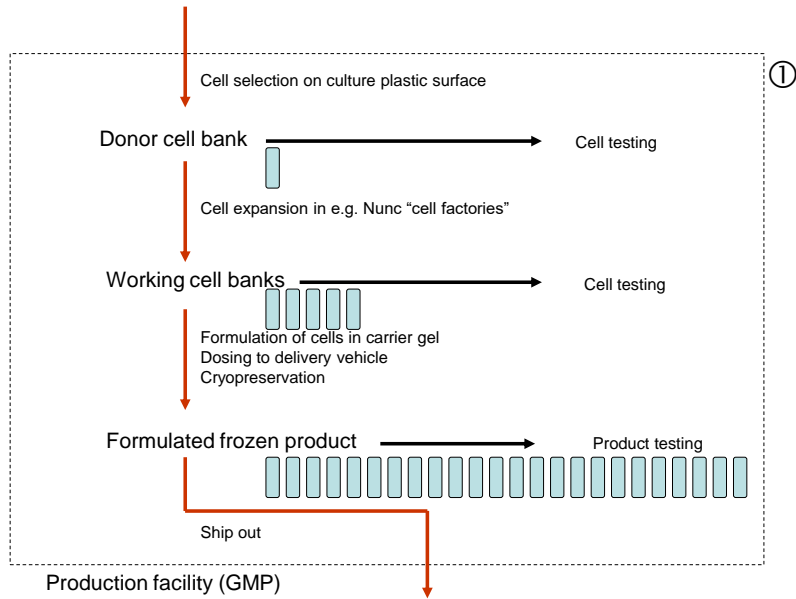 ①
Cell selection on culture plastic surface
Donor cell bank
Cell testing
Cell expansion in e.g. Nunc “cell factories”
Working cell banks
Cell testing
Formulation of cells in carrier gel
Dosing to delivery vehicle
Cryopreservation
Formulated frozen product
Product testing
Ship out
Production facility (GMP)